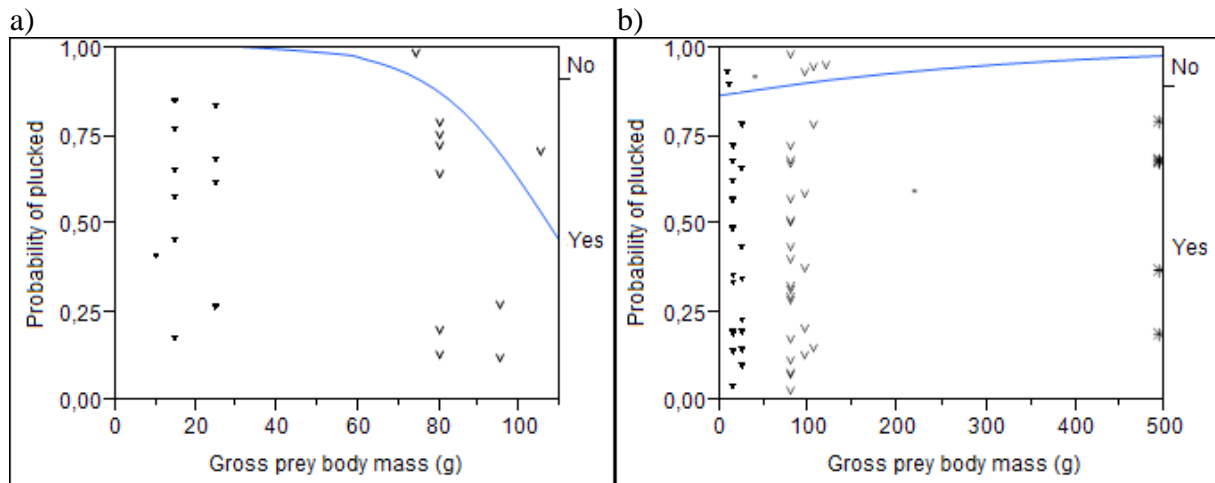 a)
1,00
0,75
0,50
0,25
0,00
Probability of plucked
No
Yes
0 20 40 60 80 100
Gross prey body mass (g)
b)
1,00
0,75
0,50
0,25
0,00
Probability of plucked
No
Yes
0 100 200 300 400 500
Gross prey body mass (g)